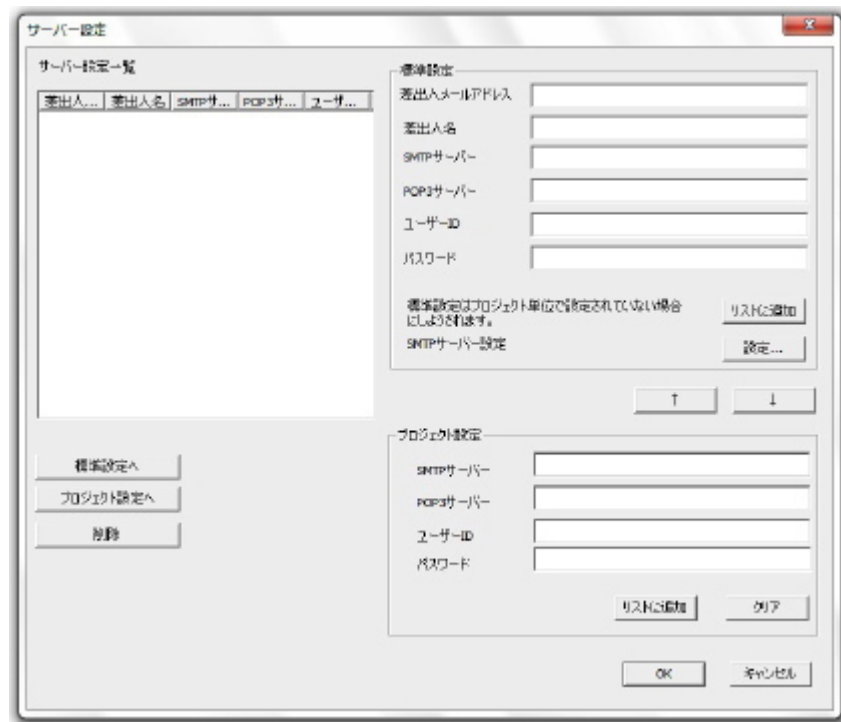 サーバー設定
サーバー設定一覧
差出人... 差出人名 SMTPサ... POP3サ... ユーザ...
標準設定へ
プロジェクト設定へ
削除
標準設定
差出人メールアドレス
差出人名
SMTPサーバー
POP3サーバー
ユーザーID
パスワード
標準設定はプロジェクト単位で設定されていない場合
にしようされます。
リストに追加
SMTPサーバー設定
設定...
↑ ↓
プロジェクト設定
SMTPサーバー
POP3サーバー
ユーザーID
パスワード
リストに追加 クリア
OK キャンセル